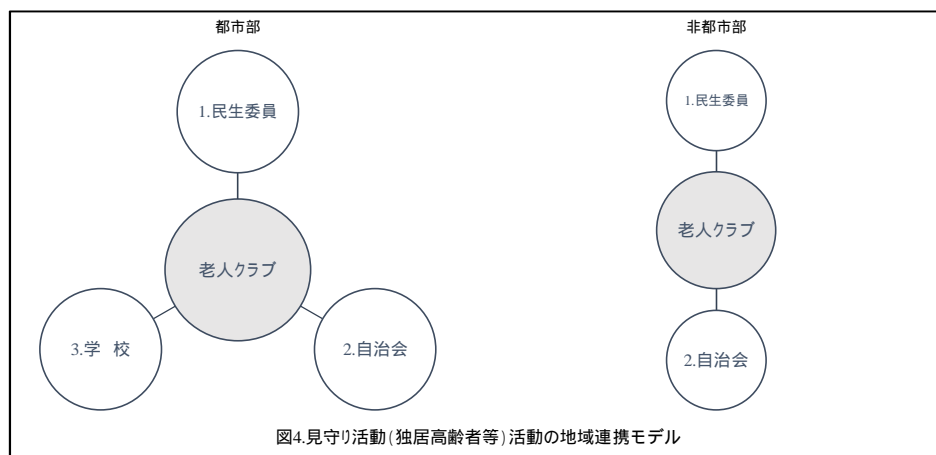 都市部
1.民生委員
老人クラブ
3.学 校
2.自治会
非都市部
1.民生委員
老人クラブ
2.自治会
図4.見守り活動(独居高齢者等)活動の地域連携モデル